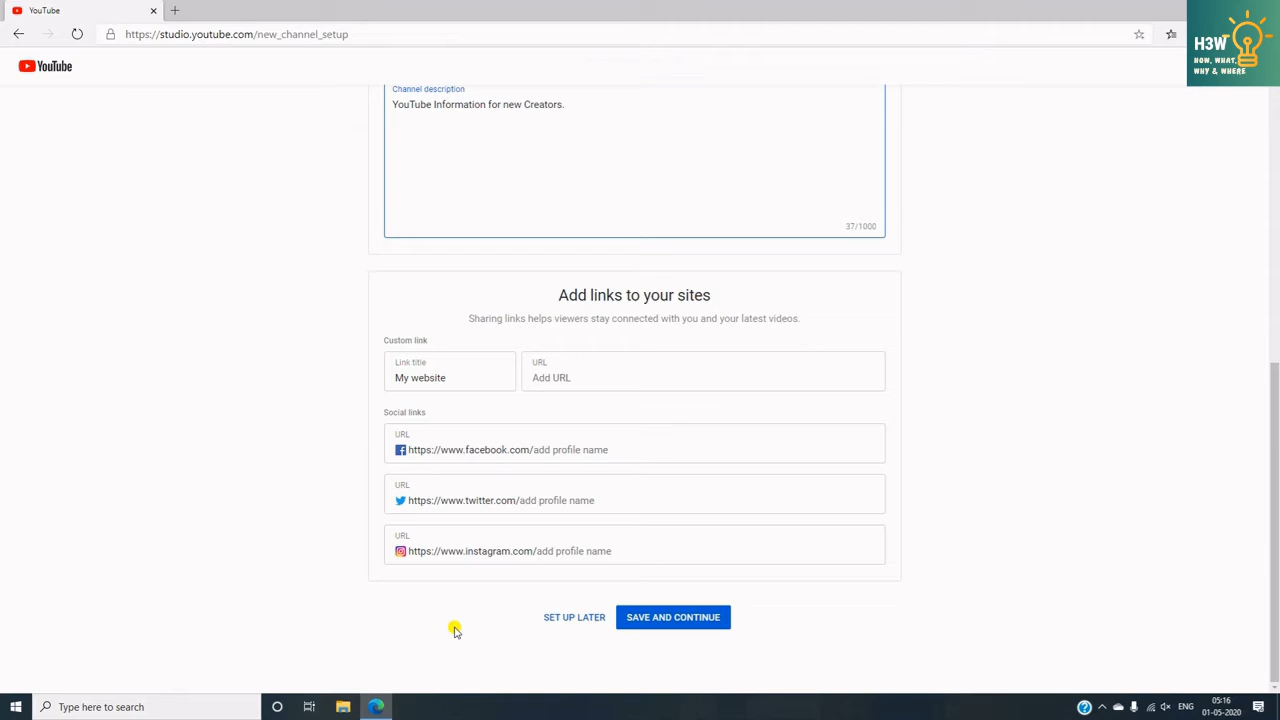 YouTube
https://studio.youtube.com/new_channel_setup
H3W
HOW, WHAT,
WHY & WHERE
YouTube
Channel description
YouTube Information for new Creators.
37/1000
Add links to your sites
Sharing links helps viewers stay connected with you and your latest videos.
Custom link
Link title
My website
URL
Add URL
Social links
URL
https://www.facebook.com/add profile name
URL
https://www.twitter.com/add profile name
URL
https://www.instagram.com/add profile name
SET UP LATER
SAVE AND CONTINUE
Type here to search
ENG
05:16
01-05-2020